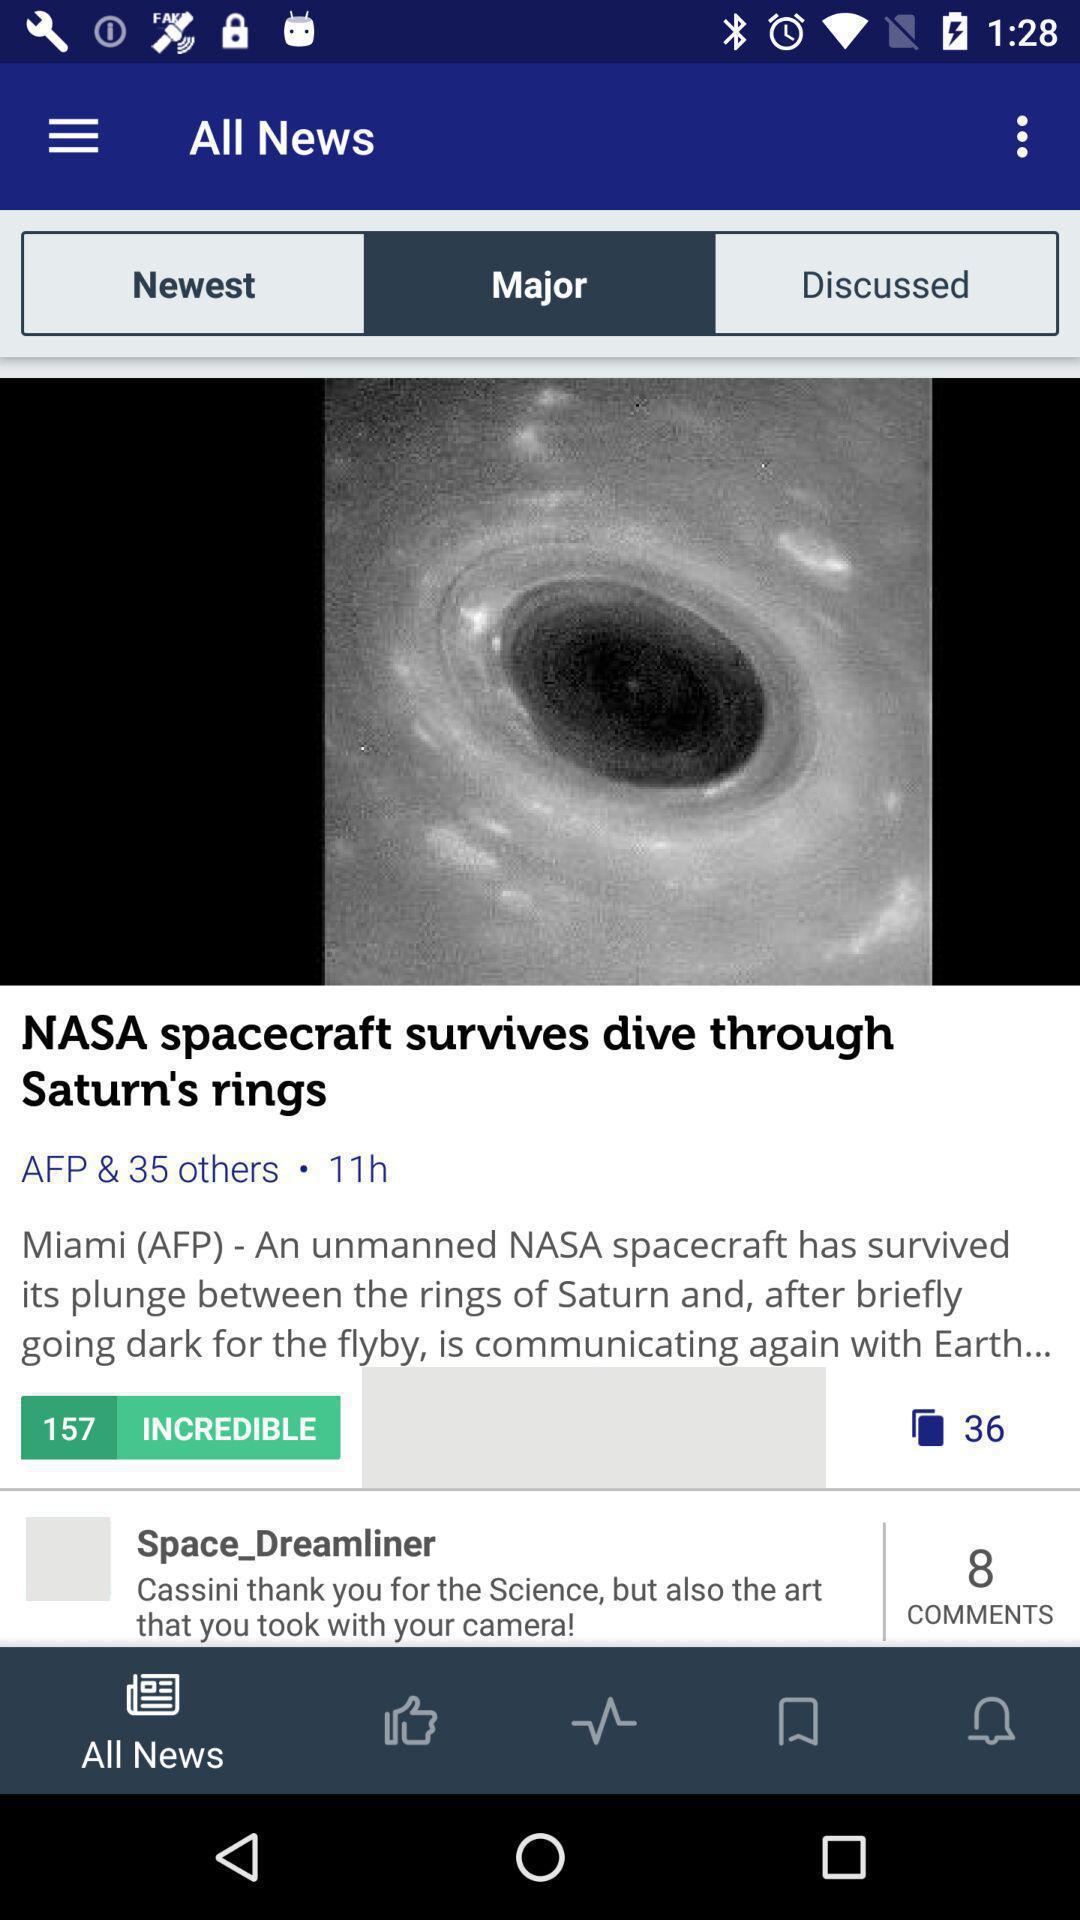 FAKE
1:28
All News
Newest
Major
Discussed
NASA spacecraft survives dive through
Saturn's rings
AFP & 35 others • 11h
Miami (AFP) - An unmanned NASA spacecraft has survived
its plunge between the rings of Saturn and, after briefly
going dark for the flyby, is communicating again with Earth...
157 INCREDIBLE
36
Space_Dreamliner
Cassini thank you for the Science, but also the art
that you took with your camera!
8
COMMENTS
All News